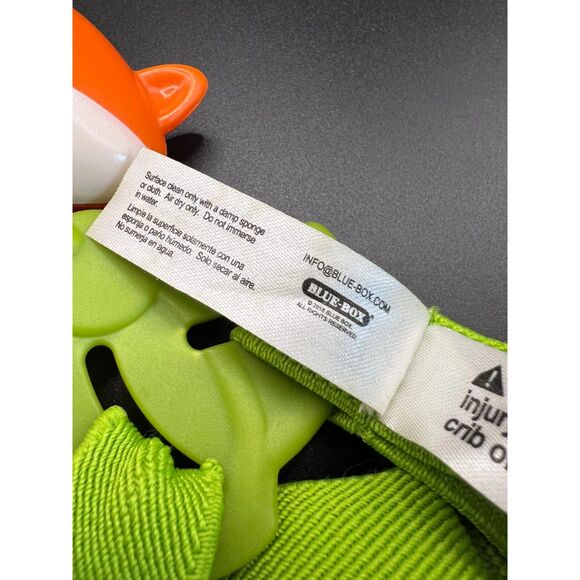 Surface clean only with a damp sponge
or cloth. Air dry only. Do not immerse
in water.
Limpie la superficie solamente con una
esponja o paño húmedo. Solo secar al aire.
No sumerja en agua.
INFO@BLUE-BOX.COM
BLUE-BOX
ALL RIGHTS RESERVED
injury
crib o